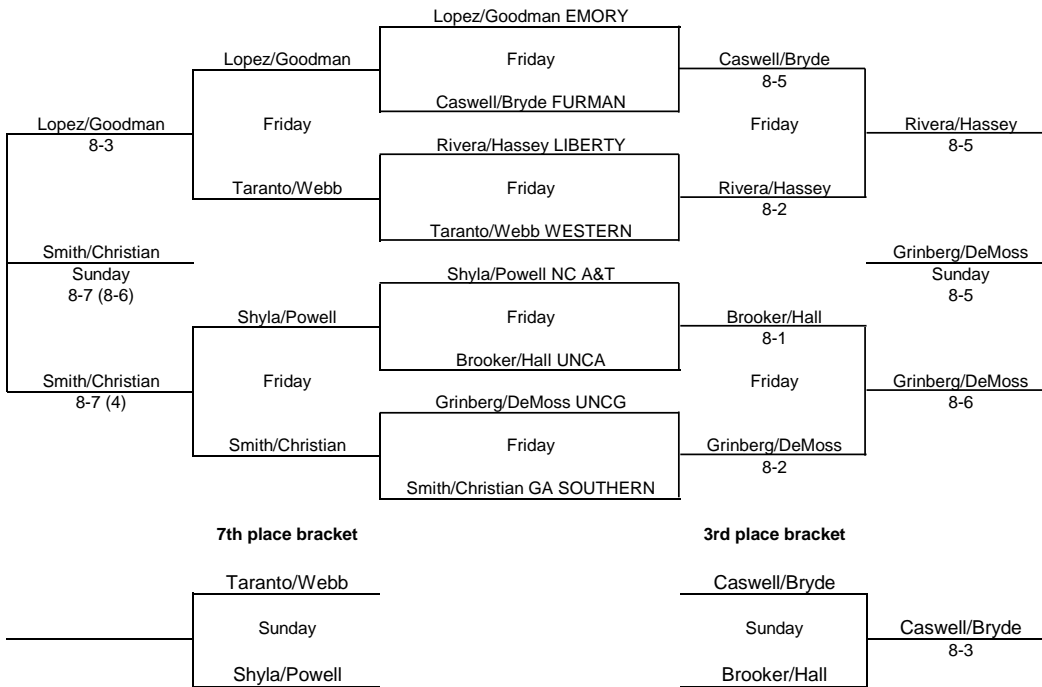 Lopez/Goodman EMORY
Lopez/Goodman
Friday
Caswell/Bryde
8-5
Caswell/Bryde FURMAN
Lopez/Goodman
8-3
Friday
Friday
Rivera/Hassey
8-5
Rivera/Hassey LIBERTY
Taranto/Webb
Friday
Rivera/Hassey
8-2
Taranto/Webb WESTERN
Smith/Christian
Sunday
8-7 (8-6)
Grinberg/DeMoss
Sunday
8-5
Shyla/Powell NC A&T
Shyla/Powell
Friday
Brooker/Hall
8-1
Brooker/Hall UNCA
Smith/Christian
8-7 (4)
Friday
Friday
Grinberg/DeMoss
8-6
Grinberg/DeMoss UNCG
Smith/Christian
Friday
Grinberg/DeMoss
8-2
Smith/Christian GA SOUTHERN
7th place bracket
3rd place bracket
Taranto/Webb
Caswell/Bryde
Sunday
Sunday
Caswell/Bryde
8-3
Shyla/Powell
Brooker/Hall